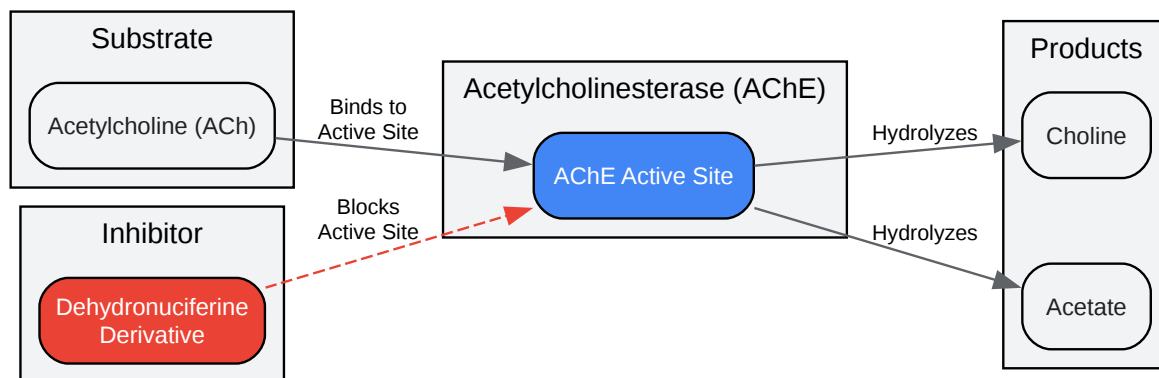 Substrate
Acetylcholine (ACh)
Inhibitor
Dehydronuciferine
Derivative
Binds to
Active Site
Blocks
Active Site
Acetylcholinesterase (AChE)
AChE Active Site
Hydrolyzes
Hydrolyzes
Products
Choline
Acetate